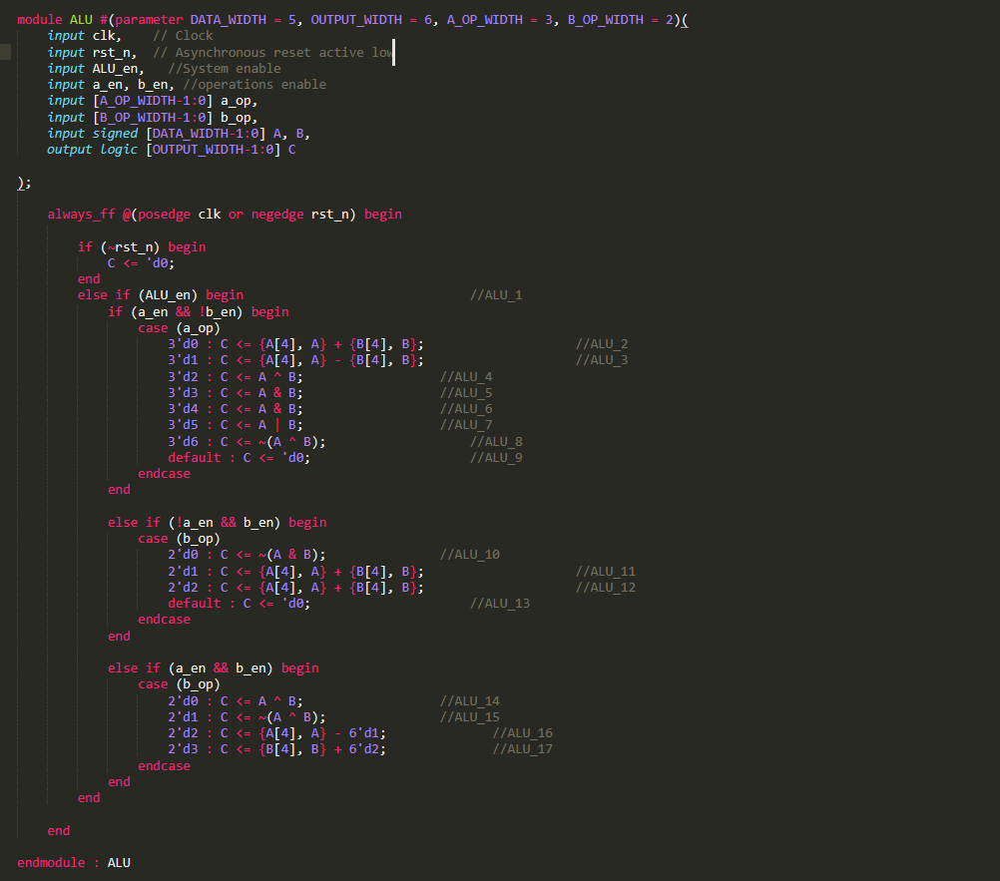 module ALU #(parameter DATA_WIDTH = 5, OUTPUT_WIDTH = 6, A_OP_WIDTH = 3, B_OP_WIDTH = 2)(
input clk,    // Clock
input rst_n,  // Asynchronous reset active low
input ALU_en,   //System enable
input a_en, b_en, //operations enable
input [A_OP_WIDTH-1:0] a_op,
input [B_OP_WIDTH-1:0] b_op,
input signed [DATA_WIDTH-1:0] A, B,
output logic [OUTPUT_WIDTH-1:0] C
);
always_ff @(posedge clk or negedge rst_n) begin
if (~rst_n) begin
C <= 'd0;
end
else if (ALU_en) begin //ALU_1
if (a_en && !b_en) begin
case (a_op)
3'd0 : C <= {A[4], A} + {B[4], B}; //ALU_2
3'd1 : C <= {A[4], A} - {B[4], B}; //ALU_3
3'd2 : C <= A ^ B; //ALU_4
3'd3 : C <= A & B; //ALU_5
3'd4 : C <= A & B; //ALU_6
3'd5 : C <= A | B; //ALU_7
3'd6 : C <= ~(A ^ B); //ALU_8
default : C <= 'd0; //ALU_9
endcase
end
else if (!a_en && b_en) begin
case (b_op)
2'd0 : C <= ~(A & B); //ALU_10
2'd1 : C <= {A[4], A} + {B[4], B}; //ALU_11
2'd2 : C <= {A[4], A} + {B[4], B}; //ALU_12
default : C <= 'd0; //ALU_13
endcase
end
else if (a_en && b_en) begin
case (b_op)
2'd0 : C <= A ^ B; //ALU_14
2'd1 : C <= ~(A ^ B); //ALU_15
2'd2 : C <= {A[4], A} - 6'd1; //ALU_16
2'd3 : C <= {B[4], B} + 6'd2; //ALU_17
endcase
end
end
end
endmodule : ALU